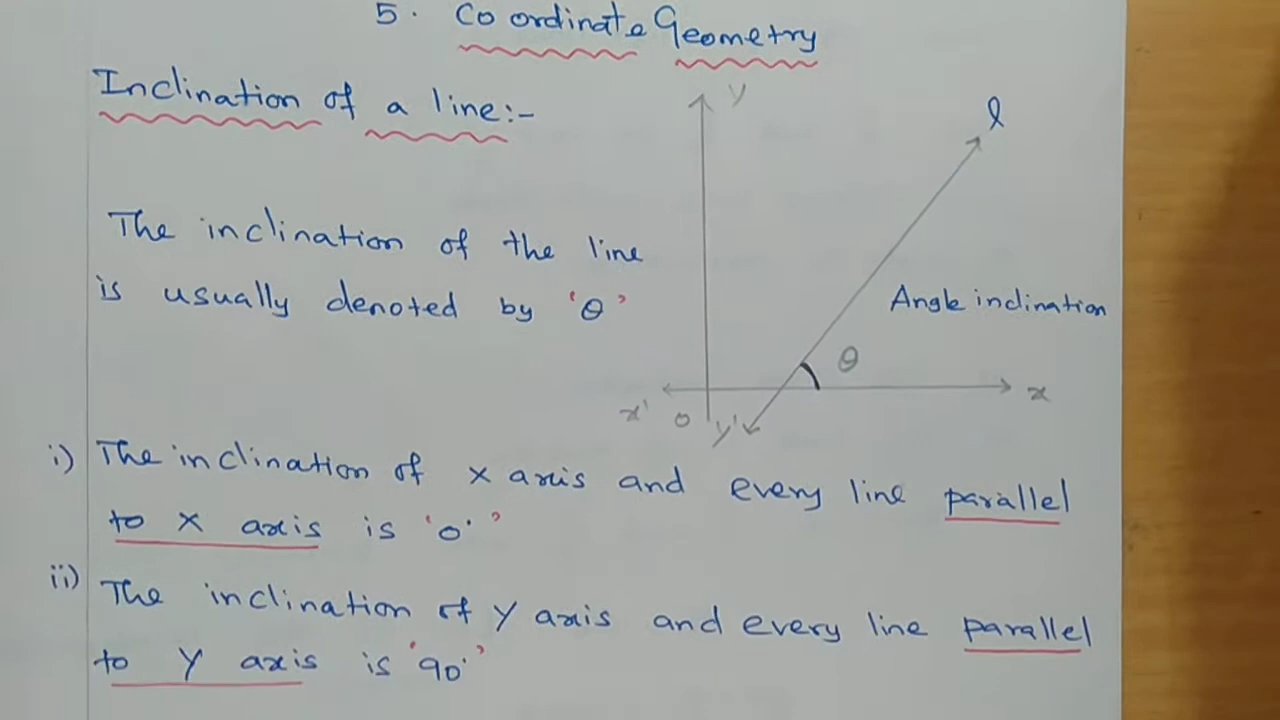 5. Coordinate Geometry
Inclination of a line:-
y
l
The inclination of the line
is usually denoted by 'θ'
Angle inclination
θ
x' o y' x
i) The inclination of X axis and every line parallel
to X axis is '0°'
ii) The inclination of Y axis and every line parallel
to Y axis is '90°'